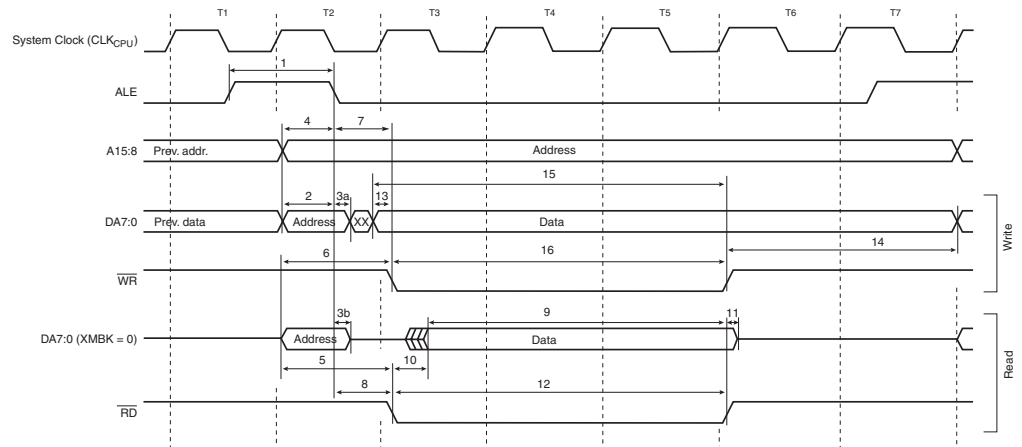 T1 T2 T3 T4 T5 T6 T7
System Clock (CLKCPU)
1
ALE
4 7
A15:8 Prev. addr. Address
15
2 3a 13
DA7:0 Prev. data Address XX Data
14
6 16
WR
Write
3b 9 11
DA7:0 (XMBK = 0) Address Data
5 10
8 12
RD
Read